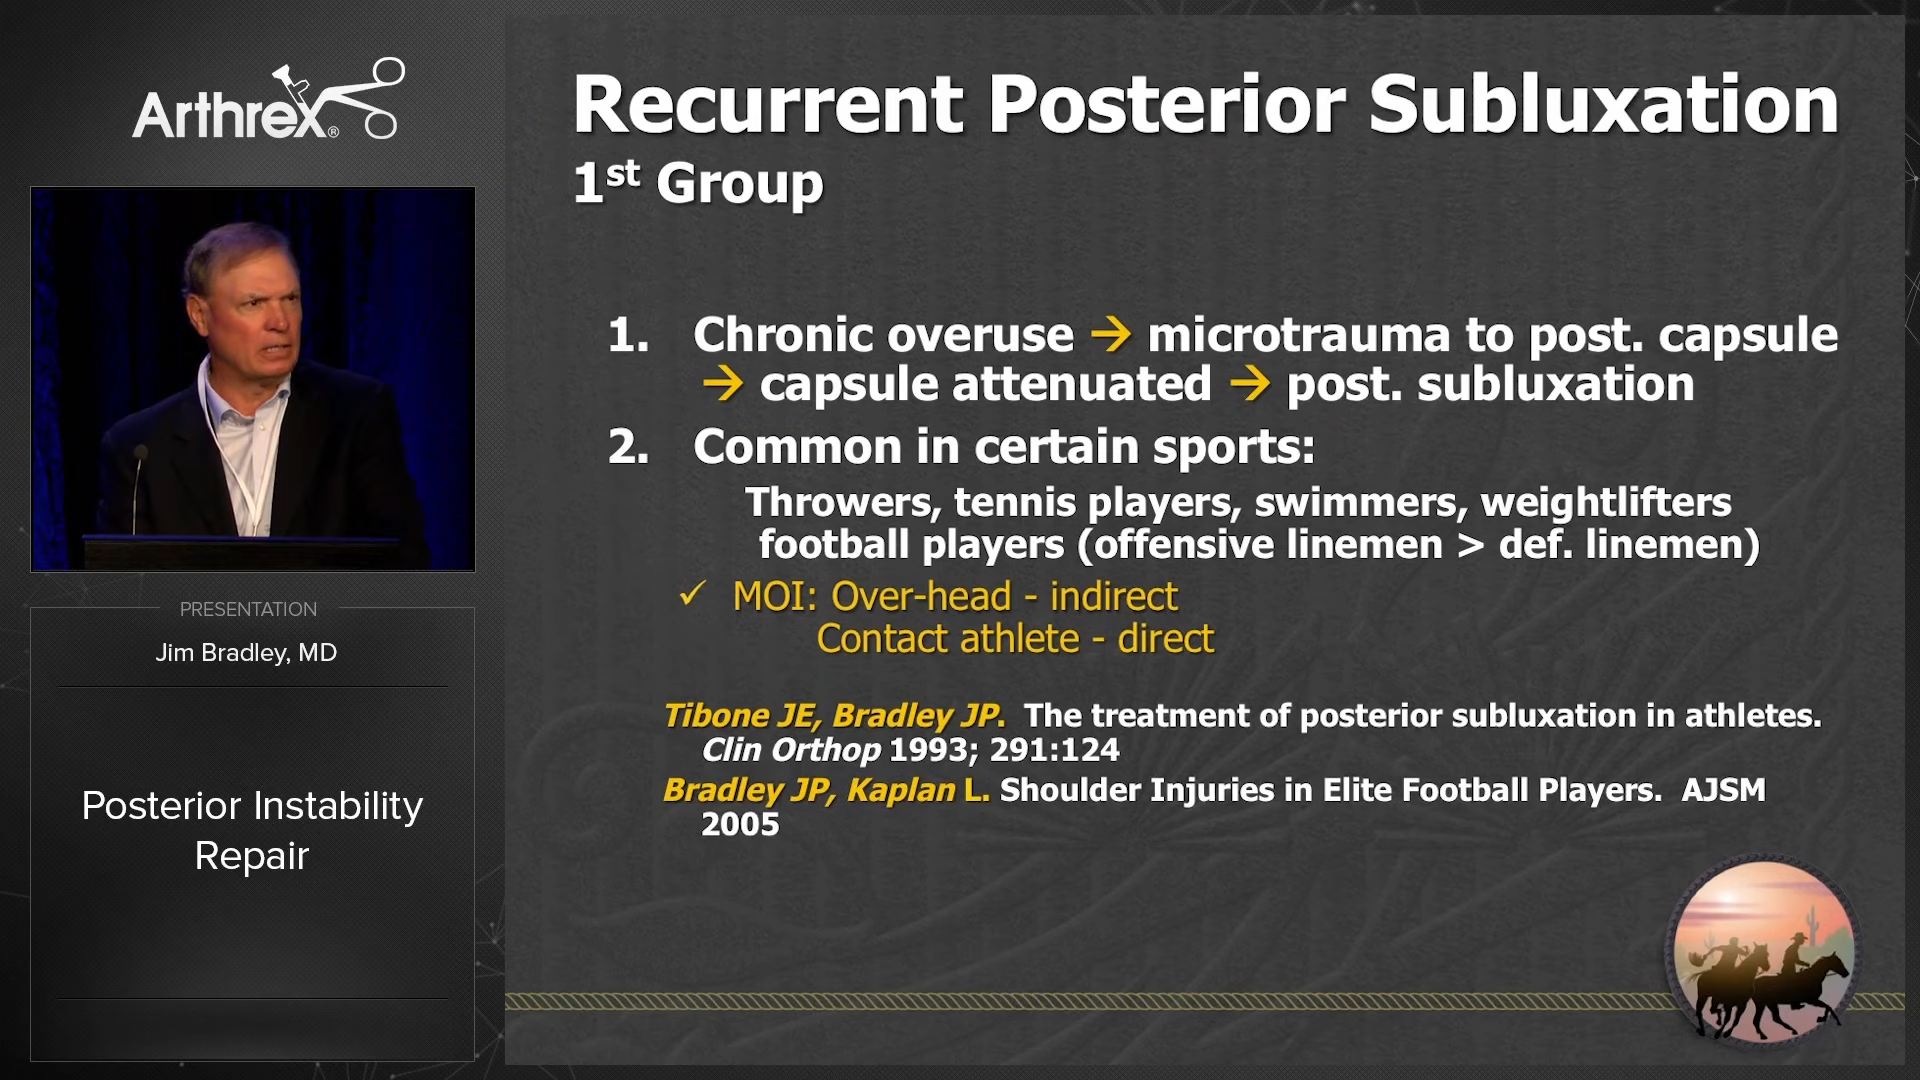 Arthrex®
PRESENTATION
Jim Bradley, MD
Posterior Instability
Repair
Recurrent Posterior Subluxation
1st Group
1. Chronic overuse → microtrauma to post. capsule
→ capsule attenuated → post. subluxation
2. Common in certain sports:
Throwers, tennis players, swimmers, weightlifters
football players (offensive linemen > def. linemen)
✓ MOI: Over-head - indirect
Contact athlete - direct
Tibone JE, Bradley JP. The treatment of posterior subluxation in athletes.
Clin Orthop 1993; 291:124
Bradley JP, Kaplan L. Shoulder Injuries in Elite Football Players. AJSM
2005